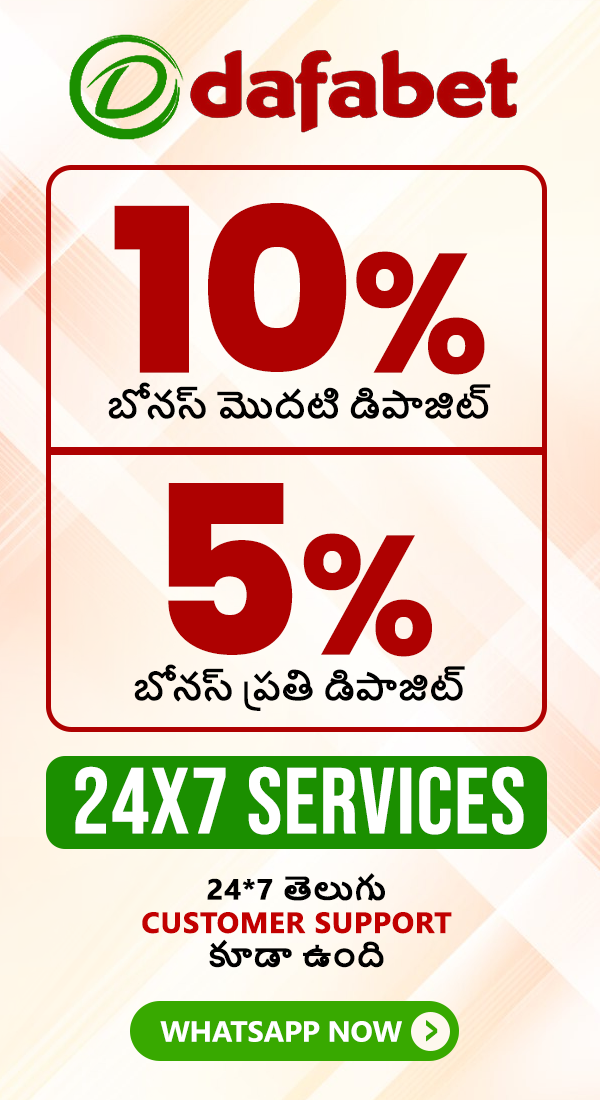 dafabet
10%
బోనస్ మొదటి డిపాజిట్
5%
బోనస్ ప్రతి డిపాజిట్
24X7 SERVICES
24*7 తెలుగు
CUSTOMER SUPPORT
కూడా ఉంది
WHATSAPP NOW